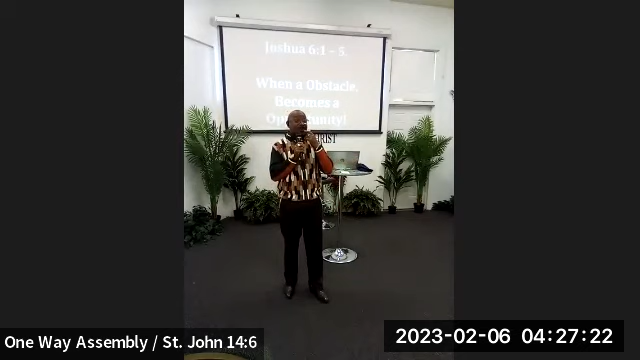 Joshua 6:1 – 5.
When a Obstacle,
Becomes a
Opportunity!
One Way Assembly / St. John 14:6
2023-02-06 04:27:22